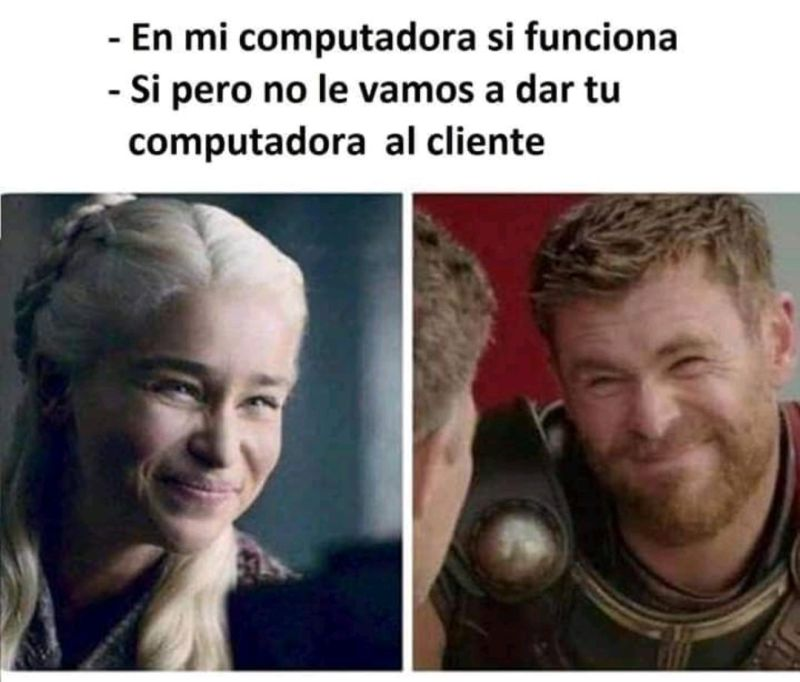 - En mi computadora si funciona
- Si pero no le vamos a dar tu
computadora al cliente